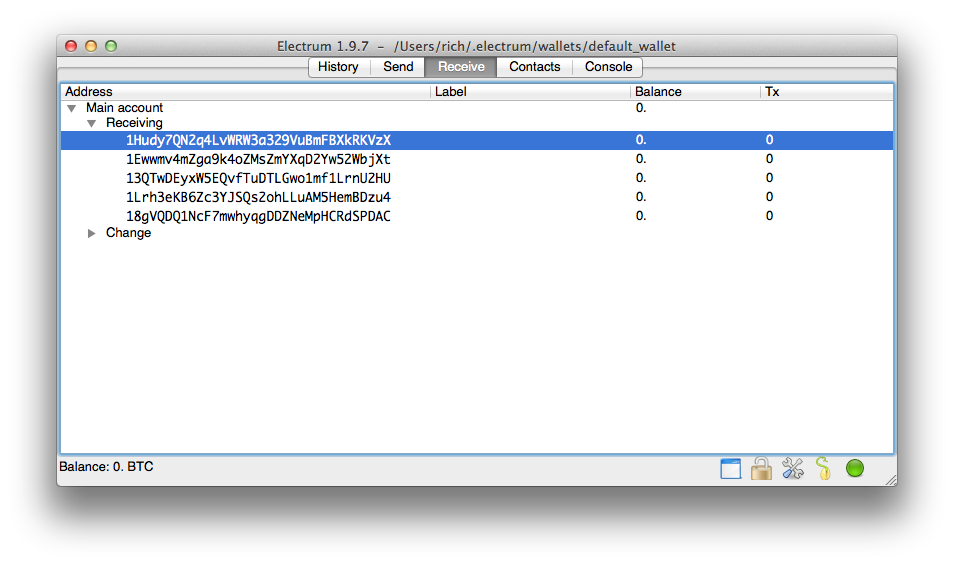 Electrum 1.9.7 – /Users/rich/.electrum/wallets/default_wallet
History Send Receive Contacts Console
Address Label Balance Tx
Main account 0.
Receiving
1Hudy7QN2q4LvWRW3a329VuBmFBXkRKVzX 0. 0
1Ewwmv4mZga9k4oZMsZmYXqD2Yw52WbjXt 0. 0
13QTwDEyxW5EQvfTuDTLGwo1mf1LrnU2HU 0. 0
1Lrh3eKB6Zc3YJSQs2ohLLuAM5HemBDzu4 0. 0
18gVQDQ1NcF7mwhyqgDDZNeMpHCRdSPDAC 0. 0
Change
Balance: 0. BTC